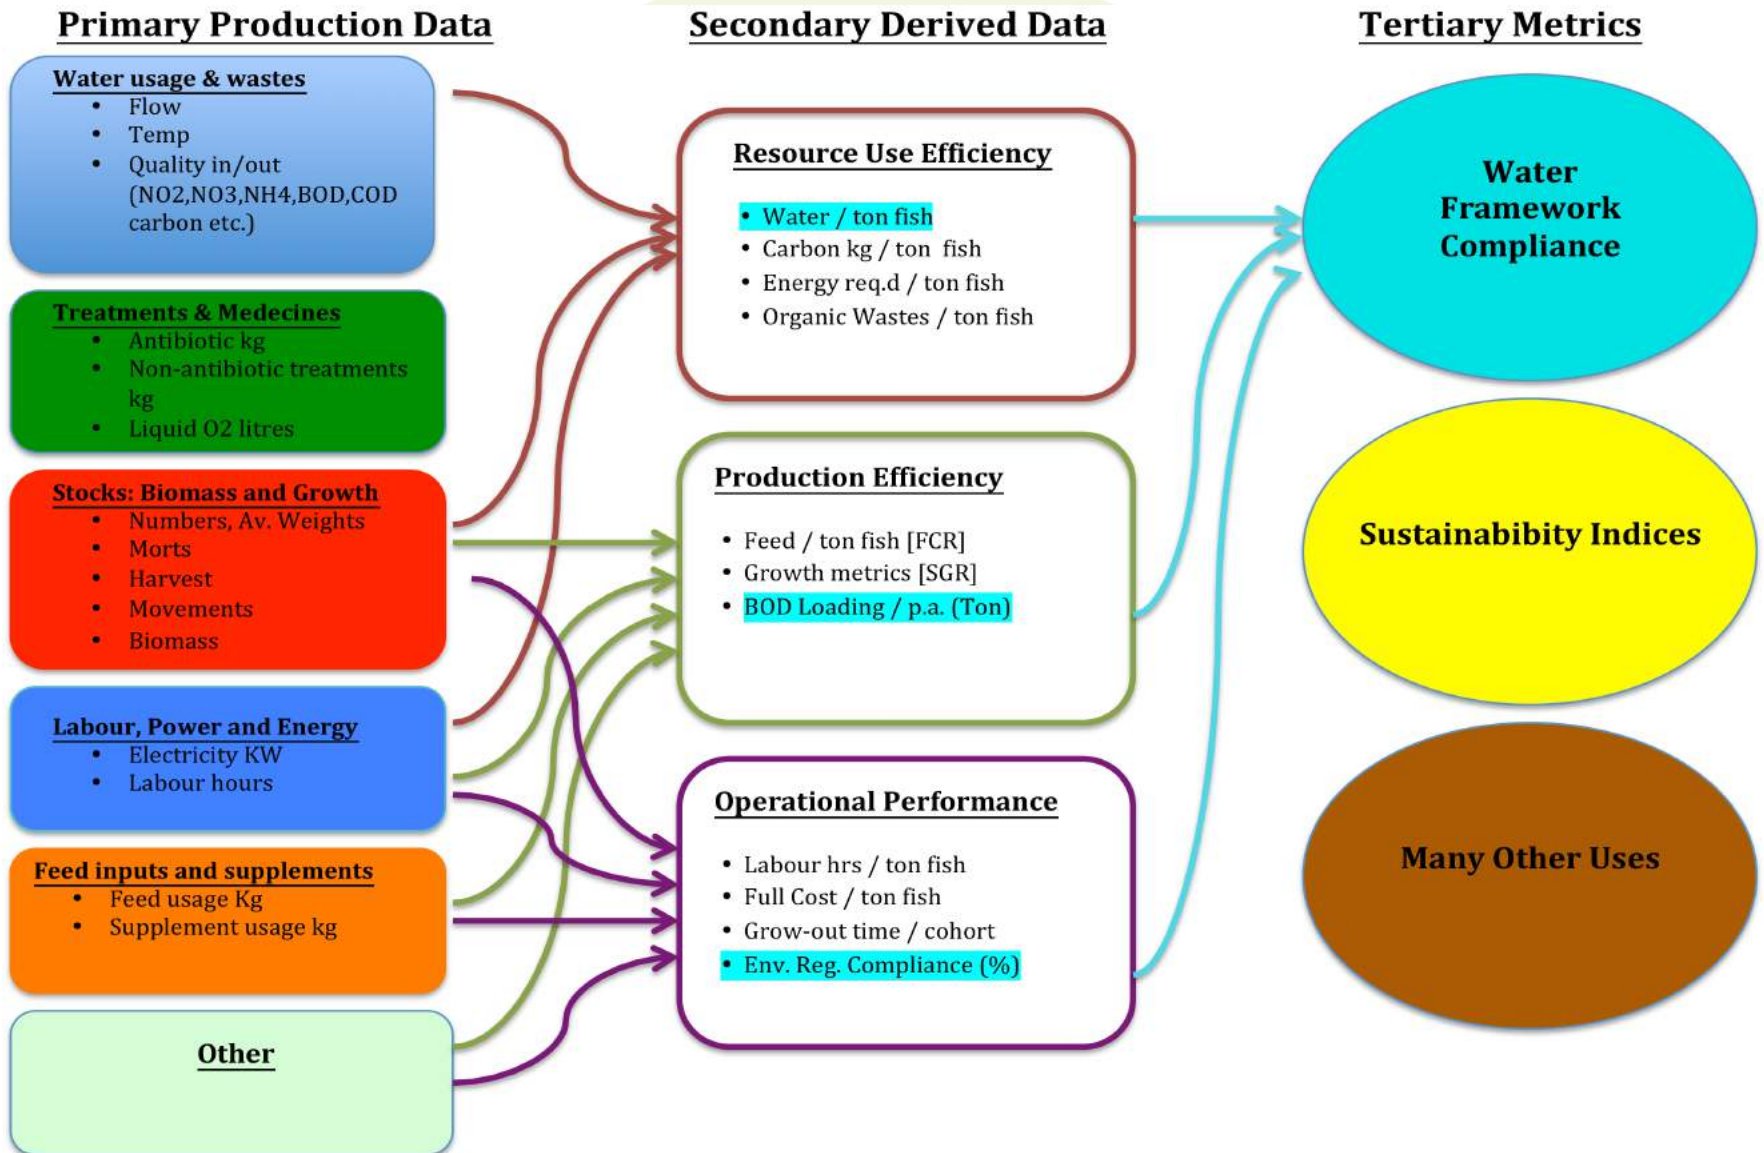 Primary Production Data
Secondary Derived Data
Tertiary Metrics
Water usage & wastes
• Flow
• Temp
• Quality in/out
(NO2,NO3,NH4,BOD,COD
carbon etc.)
Treatments & Medecines
• Antibiotic kg
• Non-antibiotic treatments
kg
• Liquid O2 litres
Stocks: Biomass and Growth
• Numbers, Av. Weights
• Morts
• Harvest
• Movements
• Biomass
Labour, Power and Energy
• Electricity KW
• Labour hours
Feed inputs and supplements
• Feed usage Kg
• Supplement usage kg
Other
Resource Use Efficiency
• Water / ton fish
• Carbon kg / ton fish
• Energy req.d / ton fish
• Organic Wastes / ton fish
Production Efficiency
• Feed / ton fish [FCR]
• Growth metrics [SGR]
• BOD Loading / p.a. (Ton)
Operational Performance
• Labour hrs / ton fish
• Full Cost / ton fish
• Grow-out time / cohort
• Env. Reg. Compliance (%)
Water
Framework
Compliance
Sustainabibity Indices
Many Other Uses